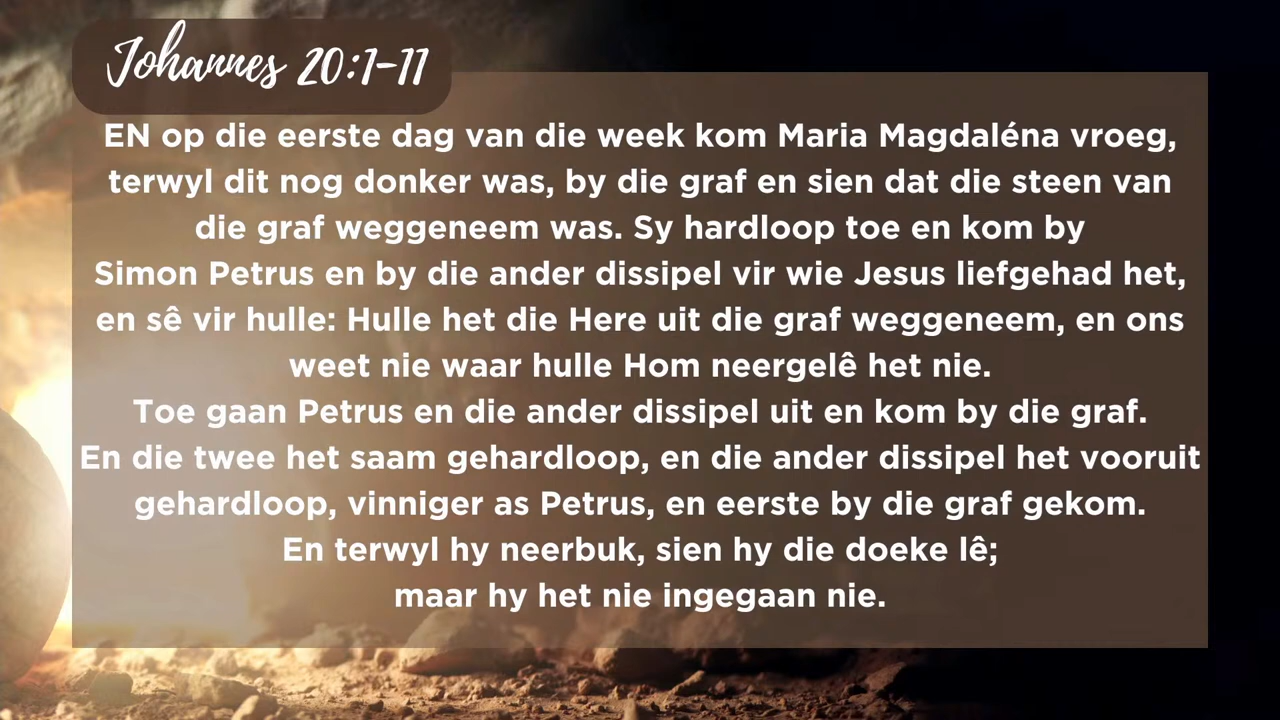 Johannes 20:1-11
EN op die eerste dag van die week kom Maria Magdaléna vroeg,
terwyl dit nog donker was, by die graf en sien dat die steen van
die graf weggeneem was. Sy hardloop toe en kom by
Simon Petrus en by die ander dissipel vir wie Jesus liefgehad het,
en sê vir hulle: Hulle het die Here uit die graf weggeneem, en ons
weet nie waar hulle Hom neergelê het nie.
Toe gaan Petrus en die ander dissipel uit en kom by die graf.
En die twee het saam gehardloop, en die ander dissipel het vooruit
gehardloop, vinniger as Petrus, en eerste by die graf gekom.
En terwyl hy neerbuk, sien hy die doeke lê;
maar hy het nie ingegaan nie.